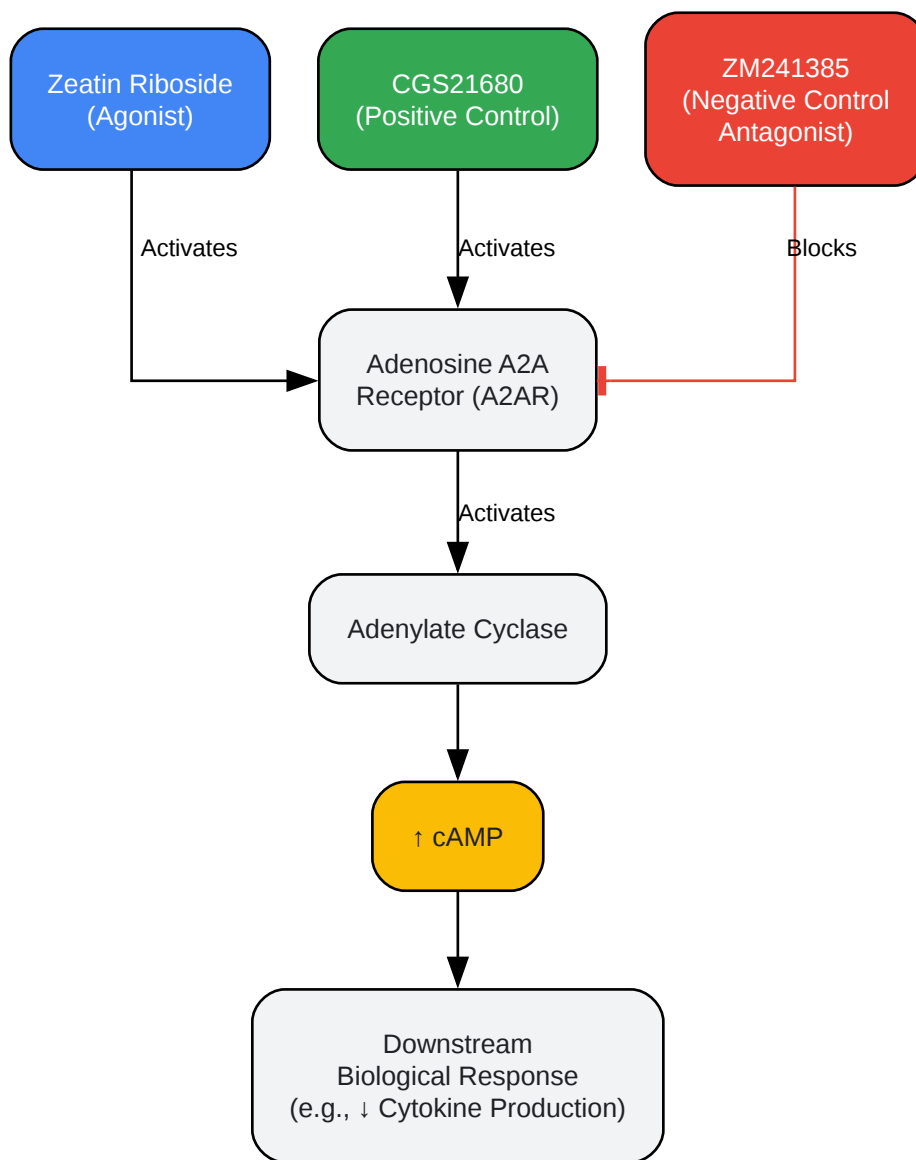 Zeatin Riboside
(Agonist)
CGS21680
(Positive Control)
ZM241385
(Negative Control
Antagonist)
Activates
Activates
Blocks
Adenosine A2A
Receptor (A2AR)
Activates
Adenylate Cyclase
↑ cAMP
Downstream
Biological Response
(e.g., ↓ Cytokine Production)